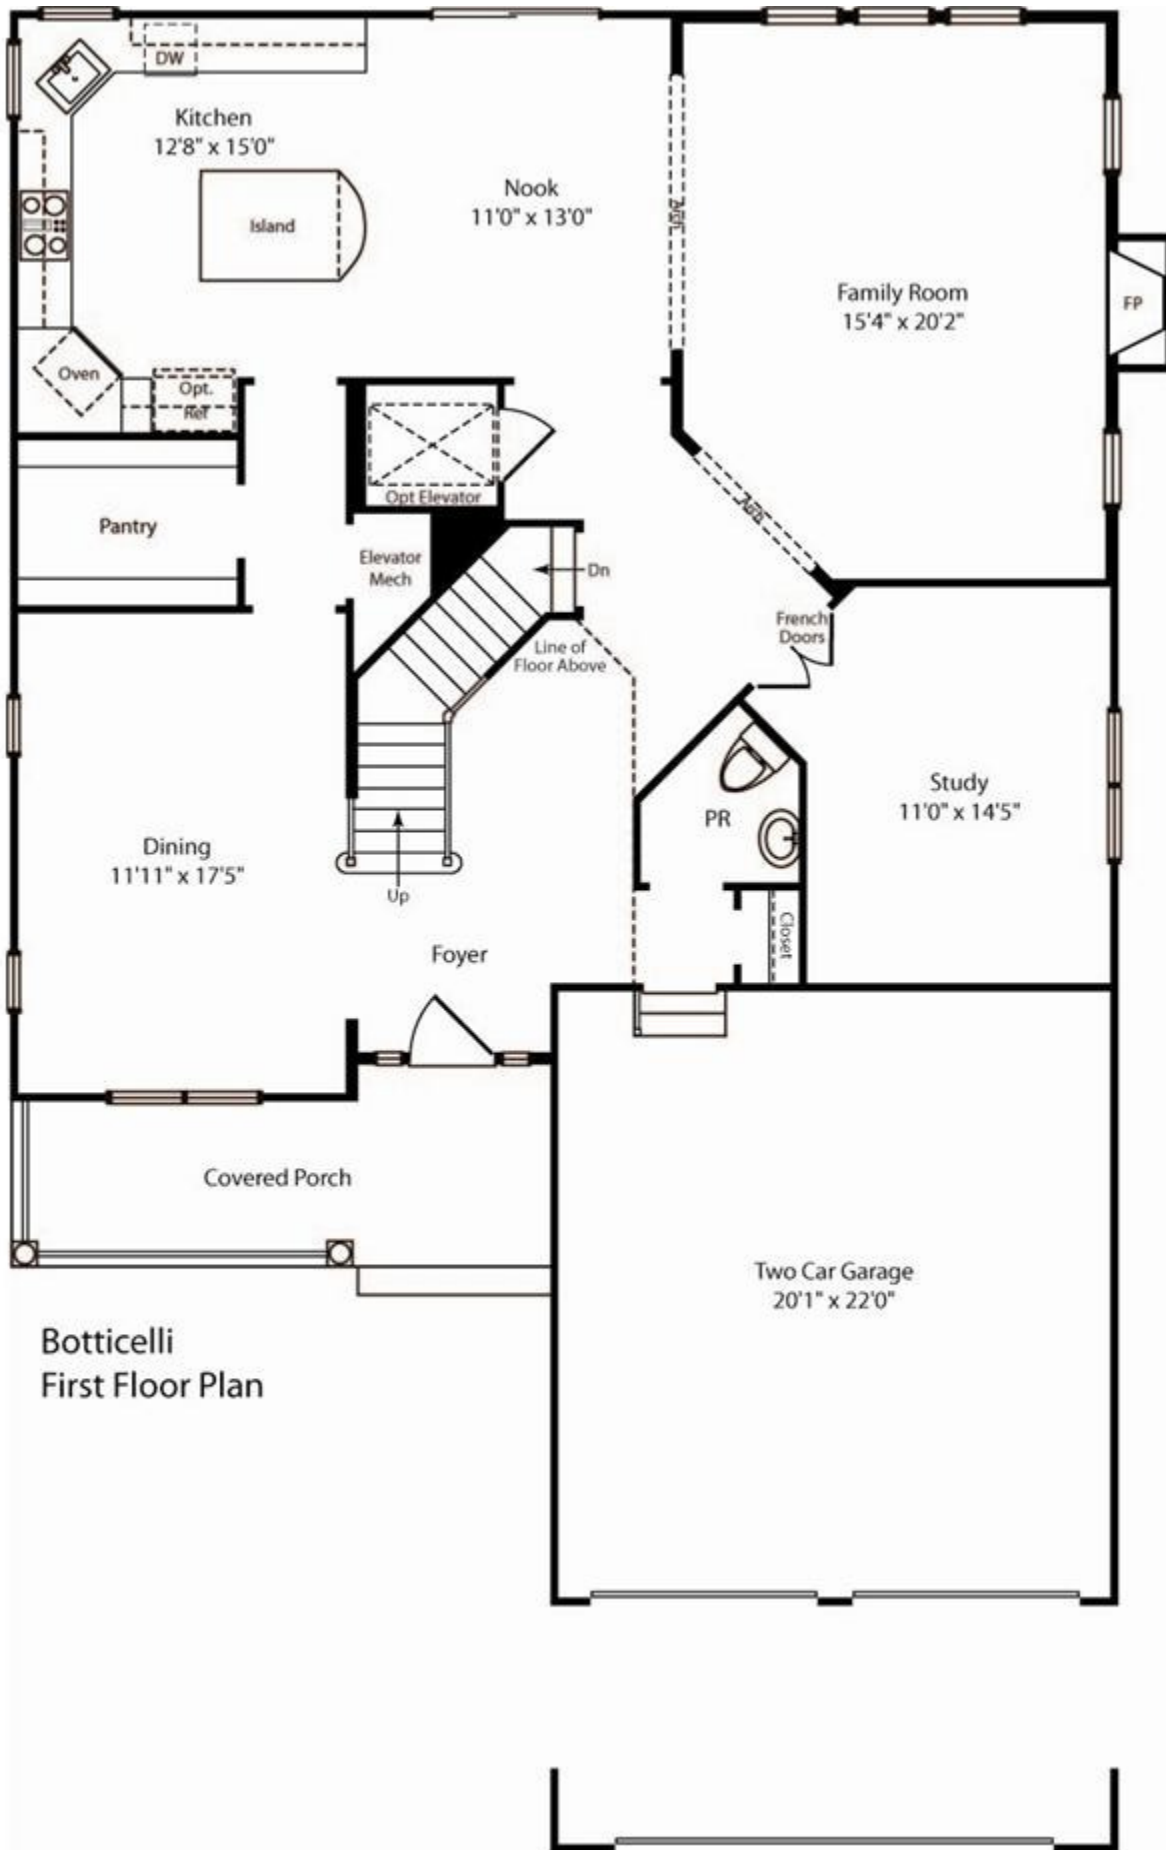 DW
Kitchen
12'8" x 15'0"
Nook
11'0" x 13'0"
Island
Arch
Family Room
15'4" x 20'2"
FP
Oven
Opt.
Ref
Opt Elevator
Arch
Pantry
Elevator
Mech
Dn
French
Doors
Line of
Floor Above
Study
11'0" x 14'5"
PR
Dining
11'11" x 17'5"
Up
Closet
Foyer
Covered Porch
Two Car Garage
20'1" x 22'0"
Botticelli
First Floor Plan